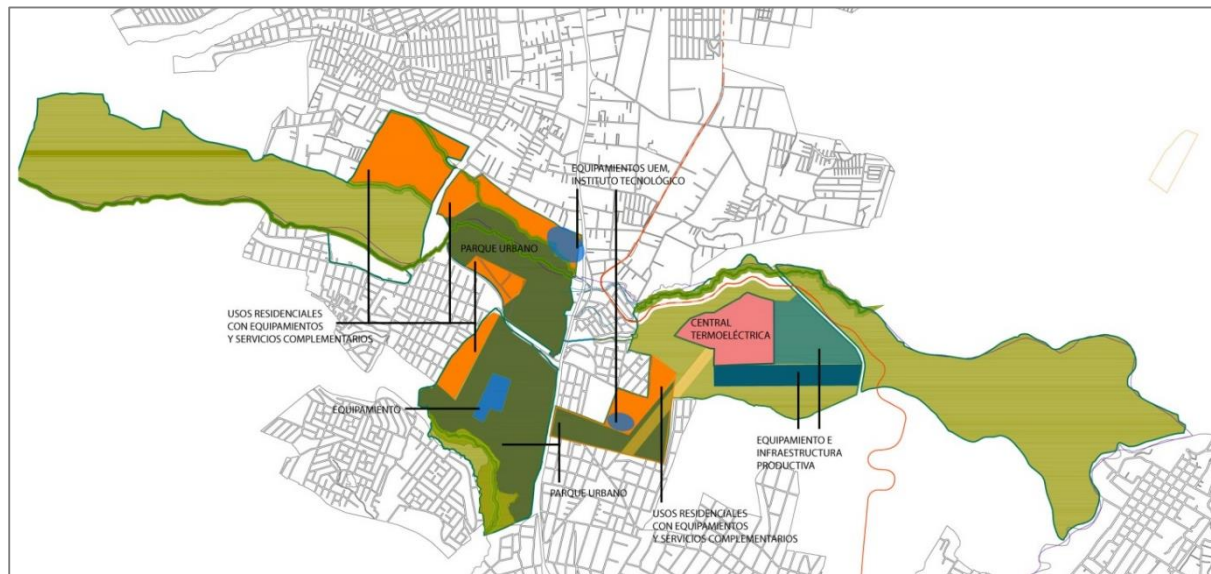 EQUIPAMIENTOS UEM,
INSTITUTO TECNOLÓGICO
PARQUE URBANO
USOS RESIDENCIALES
CON EQUIPAMIENTOS
Y SERVICIOS COMPLEMENTARIOS
CENTRAL
TERMOELÉCTRICA
EQUIPAMIENTO
EQUIPAMIENTO E
INFRAESTRUCTURA
PRODUCTIVA
PARQUE URBANO
USOS RESIDENCIALES
CON EQUIPAMIENTOS
Y SERVICIOS COMPLEMENTARIOS